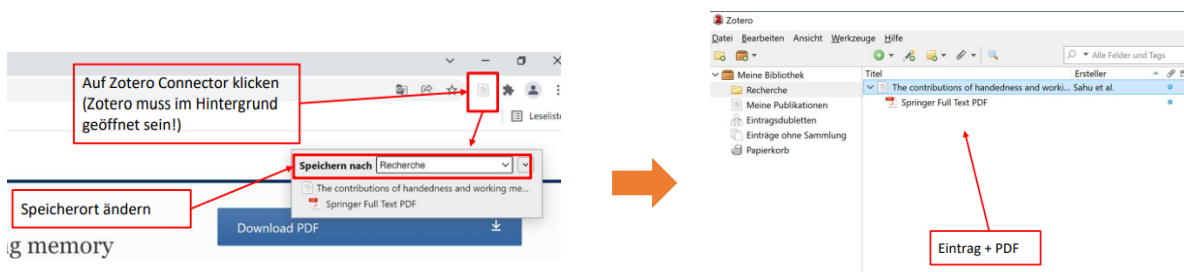 Auf Zotero Connector klicken
(Zotero muss im Hintergrund
geöffnet sein!)
Leseliste
Speichern nach Recherche
The contributions of handedness and working me...
Springer Full Text PDF
Speicherort ändern
Download PDF
g memory
Zotero
Datei Bearbeiten Ansicht Werkzeuge Hilfe
Alle Felder und Tags
Meine Bibliothek
Recherche
Meine Publikationen
Eintragsdubletten
Einträge ohne Sammlung
Papierkorb
Titel Ersteller
The contributions of handedness and worki... Sahu et al.
Springer Full Text PDF
Eintrag + PDF